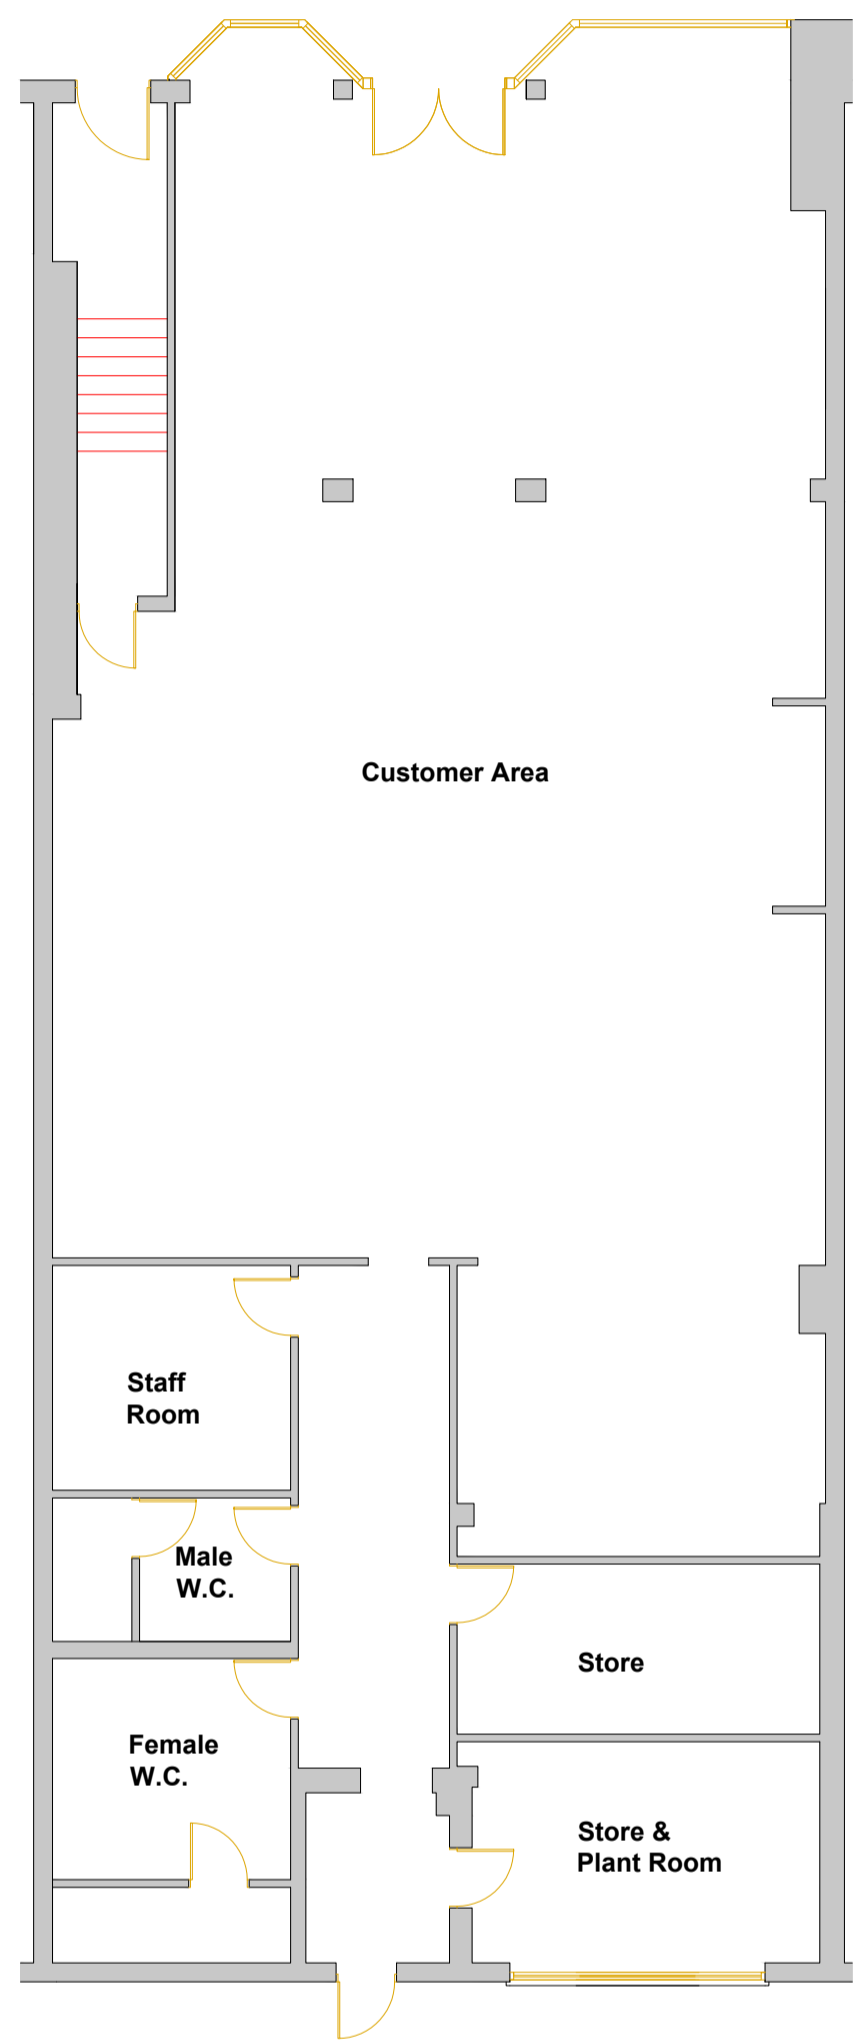 Customer Area
Staff
Room
Male
W.C.
Store
Female
W.C.
Store &
Plant Room